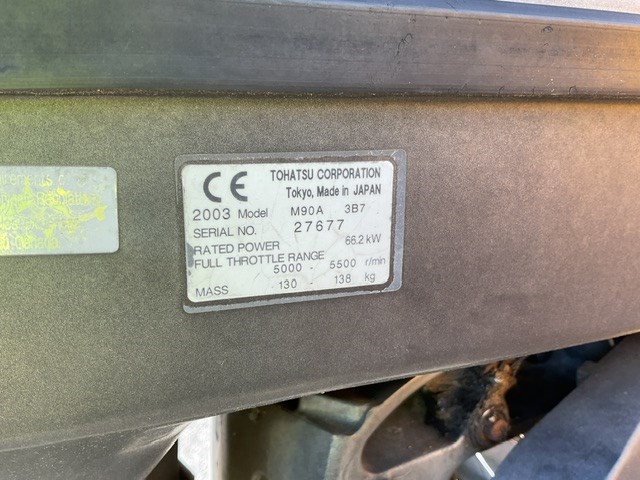 CE
TOHATSU CORPORATION
Tokyo, Made in JAPAN
2003 Model M90A 3B7
SERIAL NO. 27677
RATED POWER 66.2 kW
FULL THROTTLE RANGE
5000 - 5500 r/min
MASS 130 - 138 kg